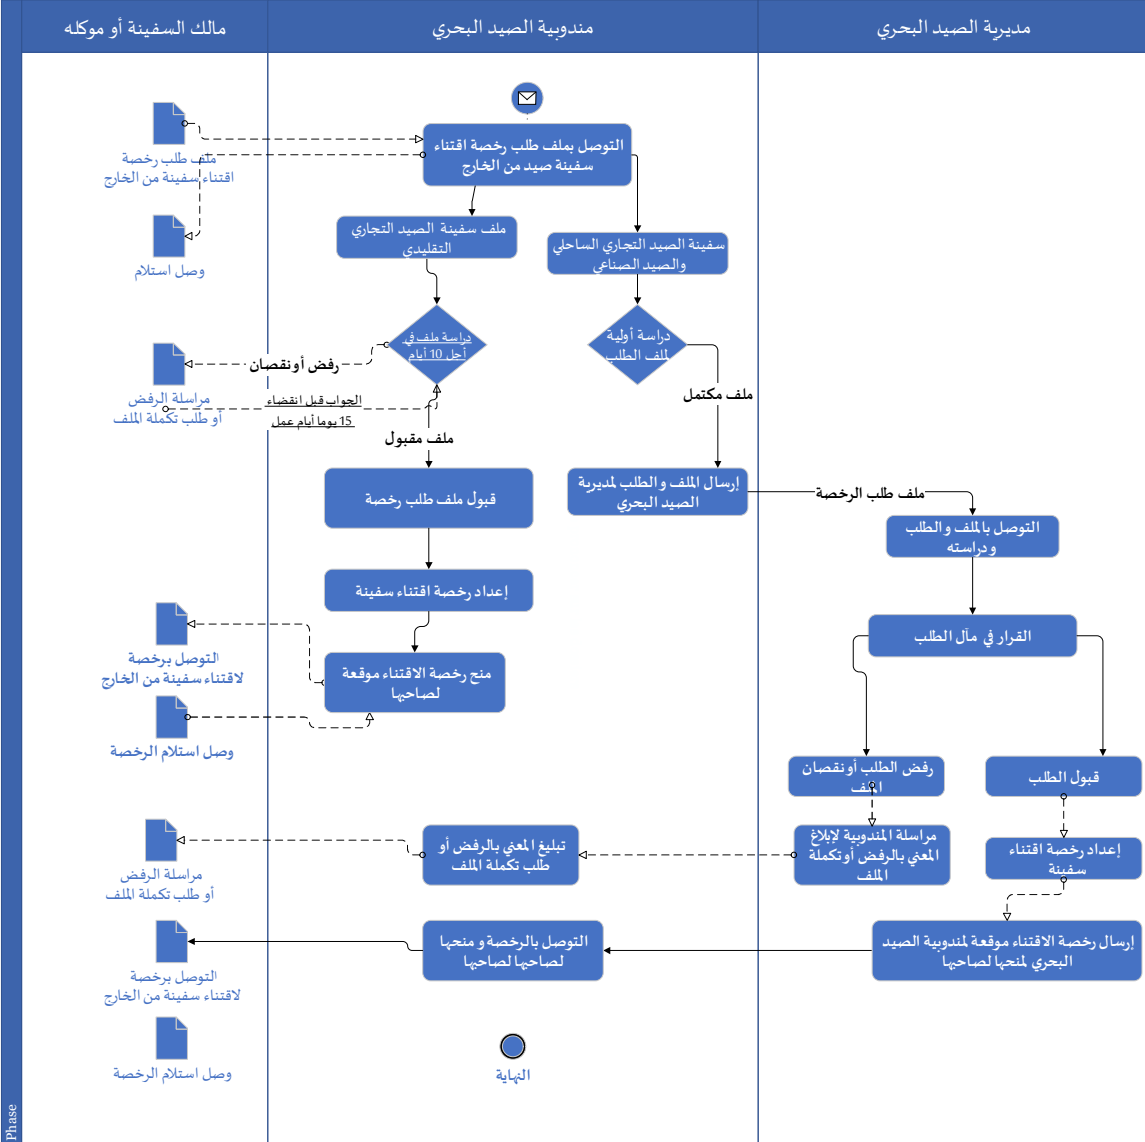 مديرية الصيد البحري
مندوبية الصيد البحري
مالك السفينة أو موكله
التوصل بملف طلب رخصة اقتناء
سفينة صيد من الخارج
ملف طلب رخصة
اقتناء سفينة من الخارج
وصل استلام
سفينة الصيد التجاري الساحلي
والصيد الصناعي
ملف سفينة الصيد التجاري
التقليدي
دراسة أولية
لملف الطلب
دراسة ملف في
أجل 10 أيام
رفض أو نقصان
مراسلة الرفض
أو طلب تكملة الملف
الجواب قبل انقضاء
15 يوما أيام عمل
ملف مكتمل
ملف مقبول
إرسال الملف والطلب لمديرية
الصيد البحري
ملف طلب الرخصة
قبول ملف طلب رخصة
التوصل بالملف والطلب
ودراسته
إعداد رخصة اقتناء سفينة
القرار في مآل الطلب
منح رخصة الاقتناء موقعة
لصاحبها
التوصل برخصة
لاقتناء سفينة من الخارج
وصل استلام الرخصة
قبول الطلب
رفض الطلب أو نقصان
الملف
إعداد رخصة اقتناء
سفينة
مراسلة المندوبية لإبلاغ
المعني بالرفض أو تكملة
الملف
تبليغ المعني بالرفض أو
طلب تكملة الملف
مراسلة الرفض
أو طلب تكملة الملف
إرسال رخصة الاقتناء موقعة لمندوبية الصيد
البحري لمنحها لصاحبها
التوصل بالرخصة و منحها
لصاحبها لصاحبها
التوصل برخصة
لاقتناء سفينة من الخارج
وصل استلام الرخصة
النهاية
Phase